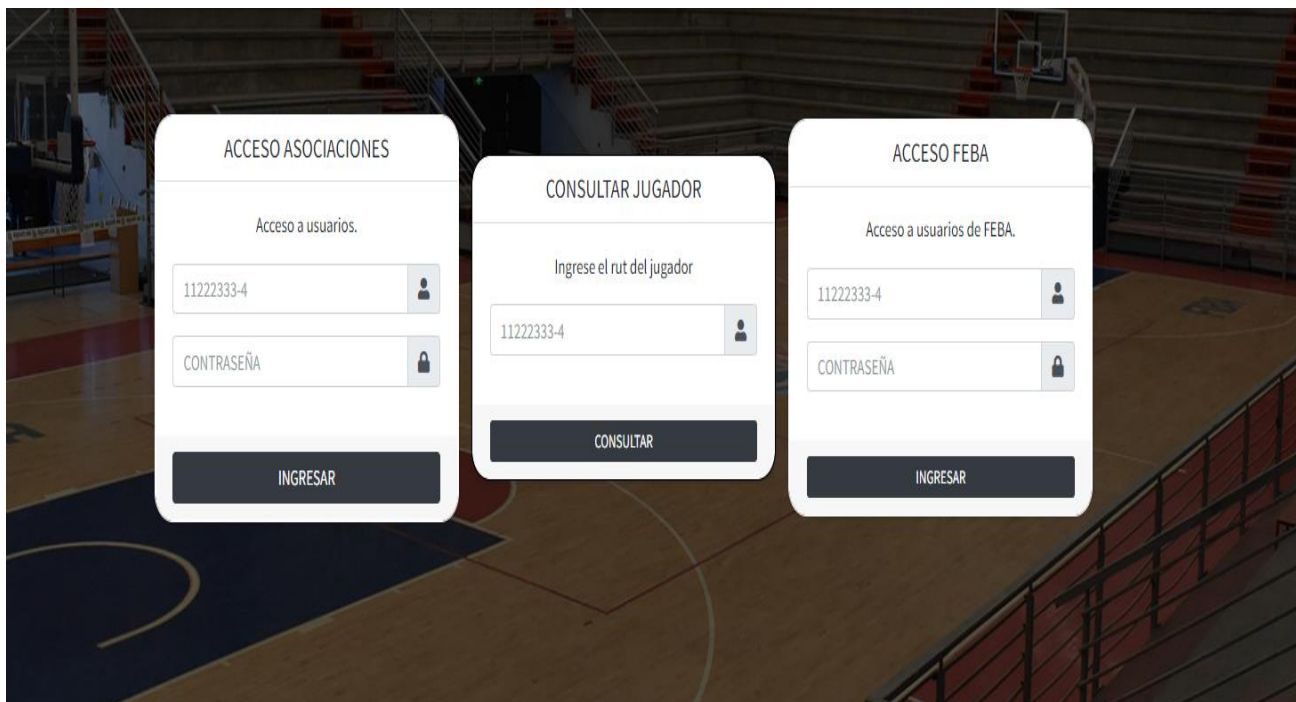 ACCESO ASOCIACIONES
Acceso a usuarios.
11222333-4
CONTRASEÑA
INGRESAR
CONSULTAR JUGADOR
Ingrese el rut del jugador
11222333-4
CONSULTAR
ACCESO FEBA
Acceso a usuarios de FEBA.
11222333-4
CONTRASEÑA
INGRESAR